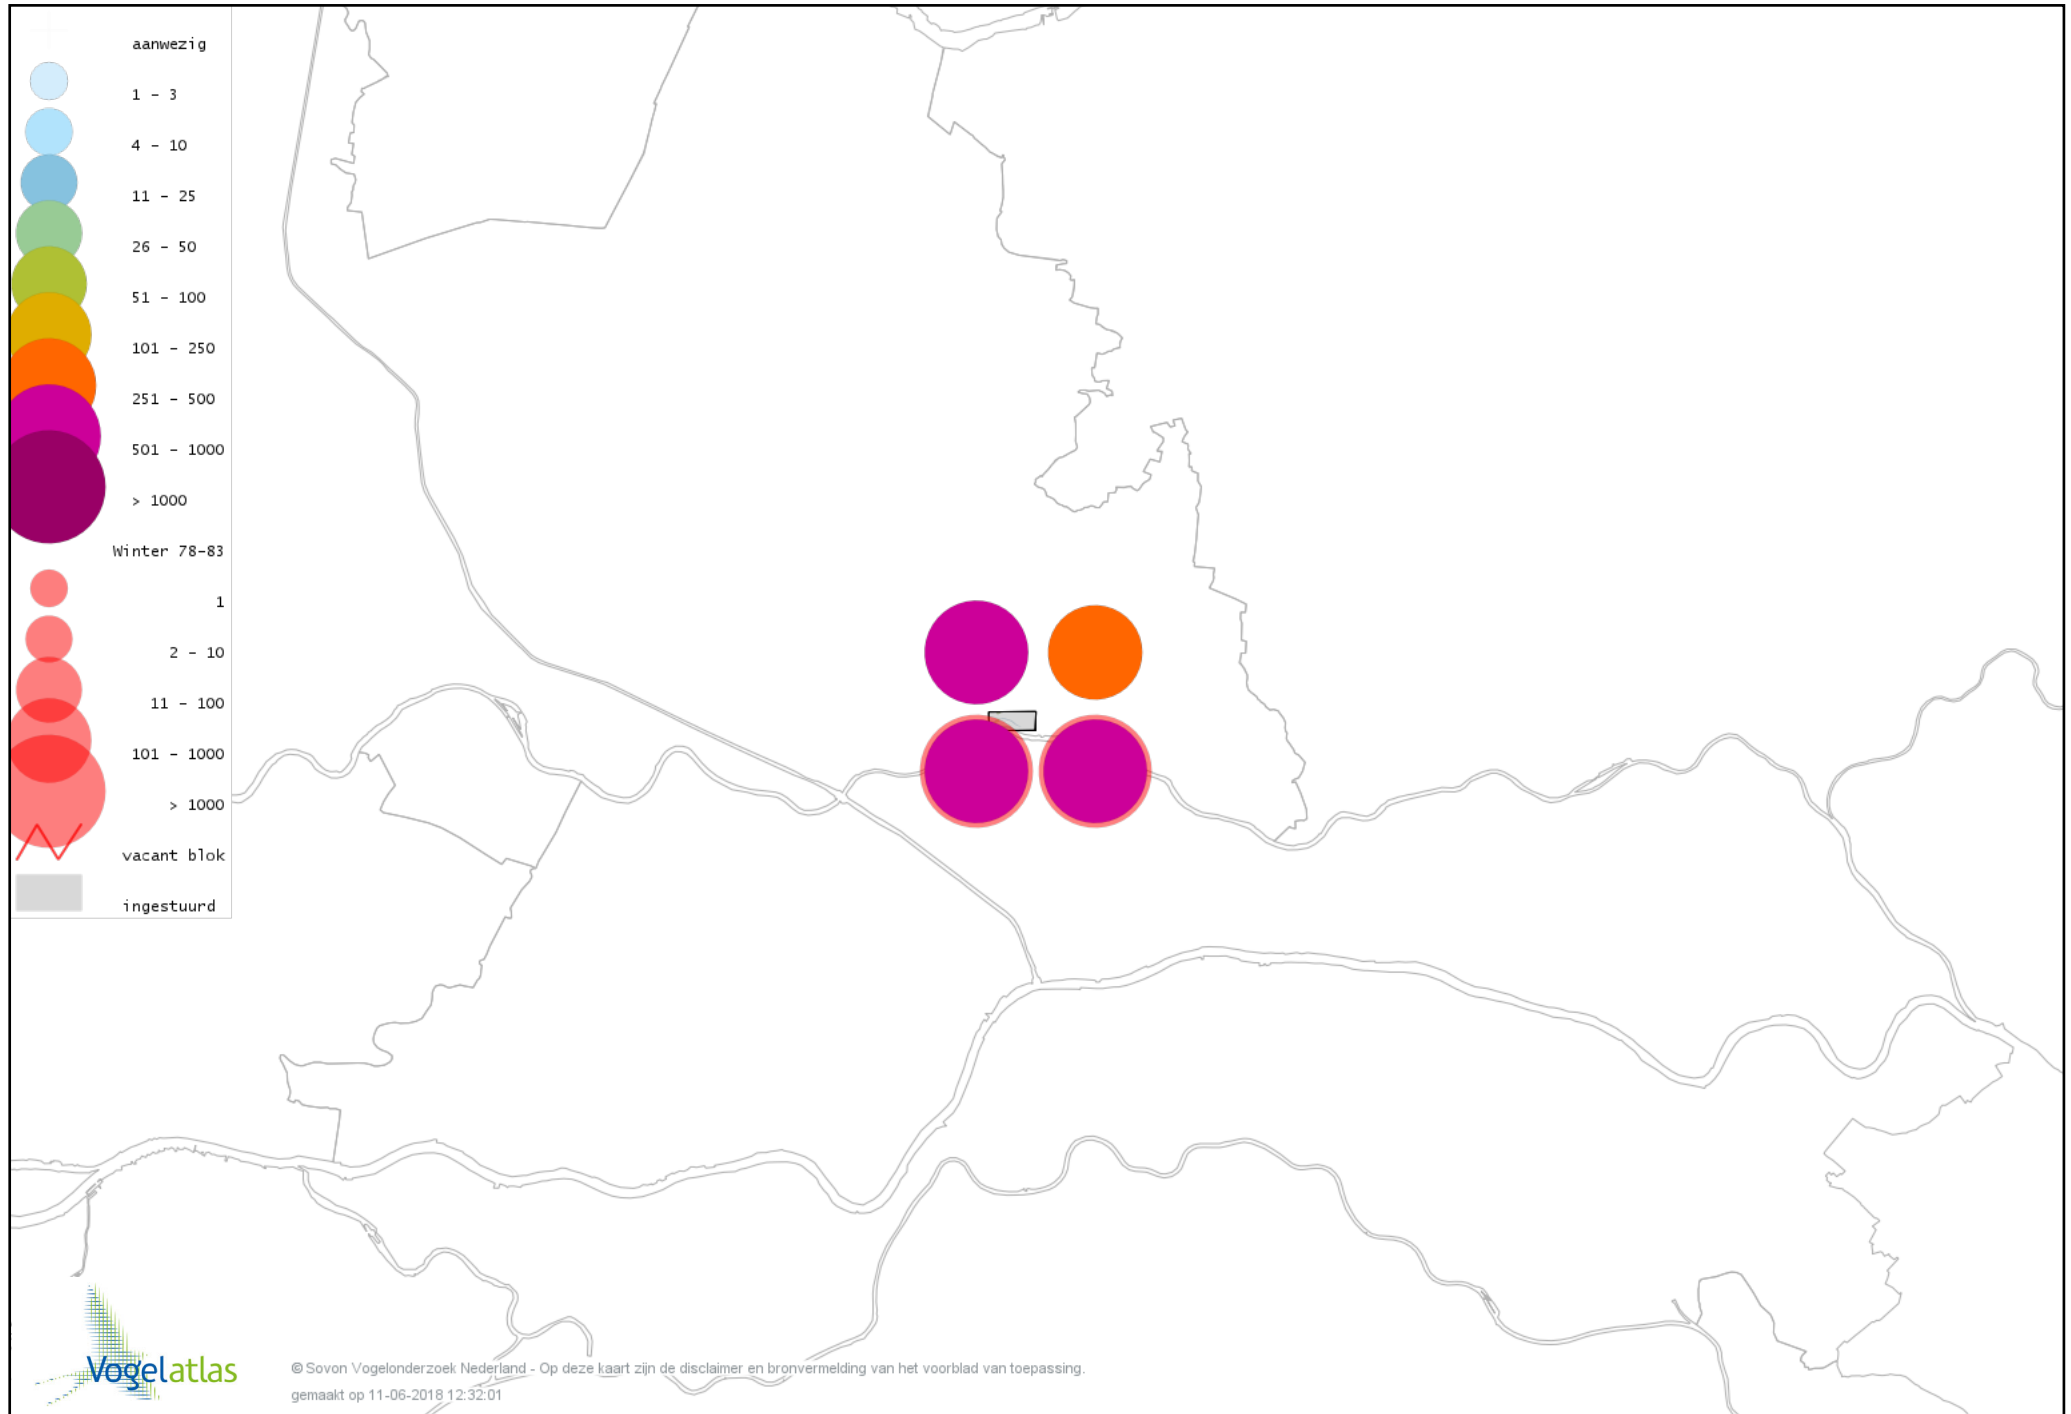 aanwezig
1 - 3
4 - 10
11 - 25
26 - 50
51 - 100
101 - 250
251 - 500
501 - 1000
> 1000
Winter 78-83
1
2 - 10
11 - 100
101 - 1000
> 1000
vacant blok
ingestuurd
Vogelatlas
© Sovon Vogelonderzoek Nederland - Op deze kaart zijn de disclaimer en bronvermelding van het voorblad van toepassing.
gemaakt op 11-06-2018 12:32:01